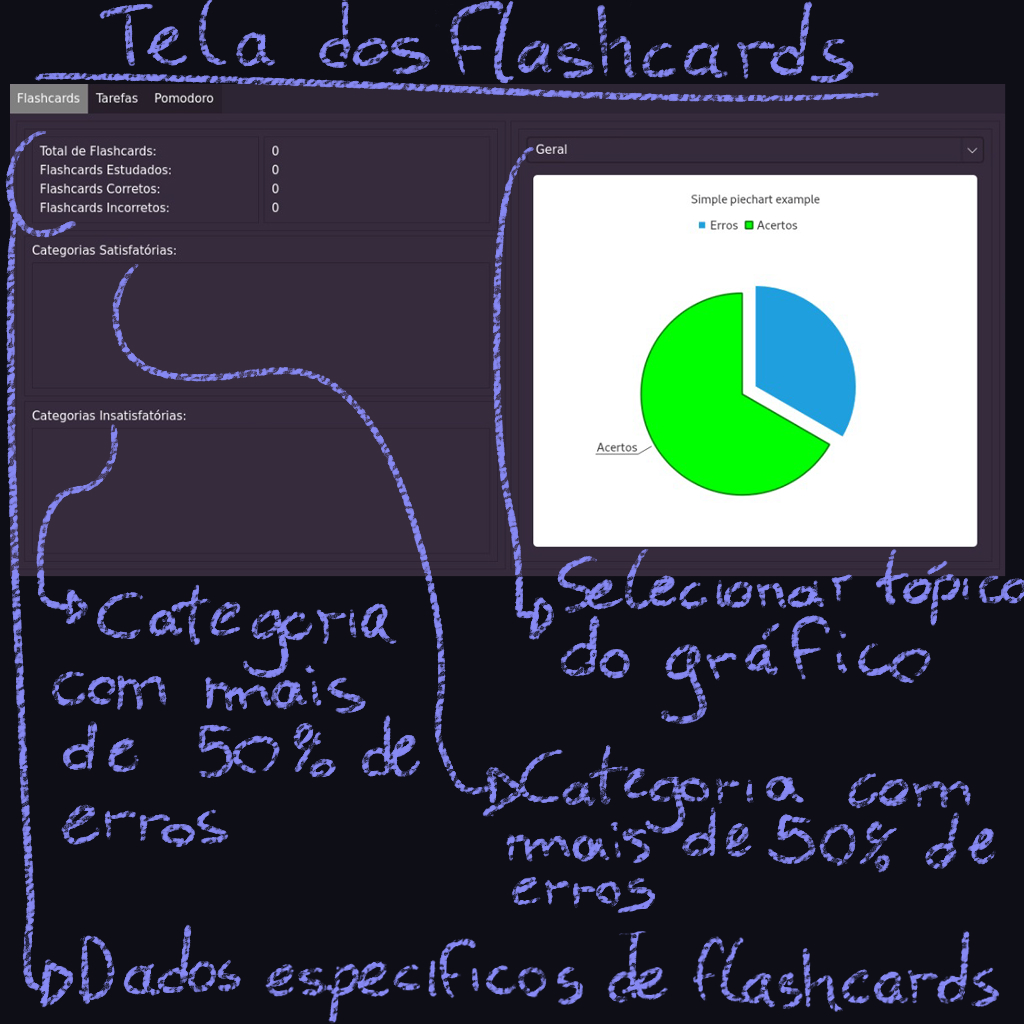 Tela dos Flashcards
Flashcards Tarefas Pomodoro
Total de Flashcards: 0
Flashcards Estudados: 0
Flashcards Corretos: 0
Flashcards Incorretos: 0
Categorias Satisfatórias:
Categorias Insatisfatórias:
Geral
Simple piechart example
Erros Acertos
Acertos
Selecionar tópico
do gráfico
Categoria
com mais
de 50% de
erros
Categoria com
mais de 50% de
erros
Dados especificos de flashcards